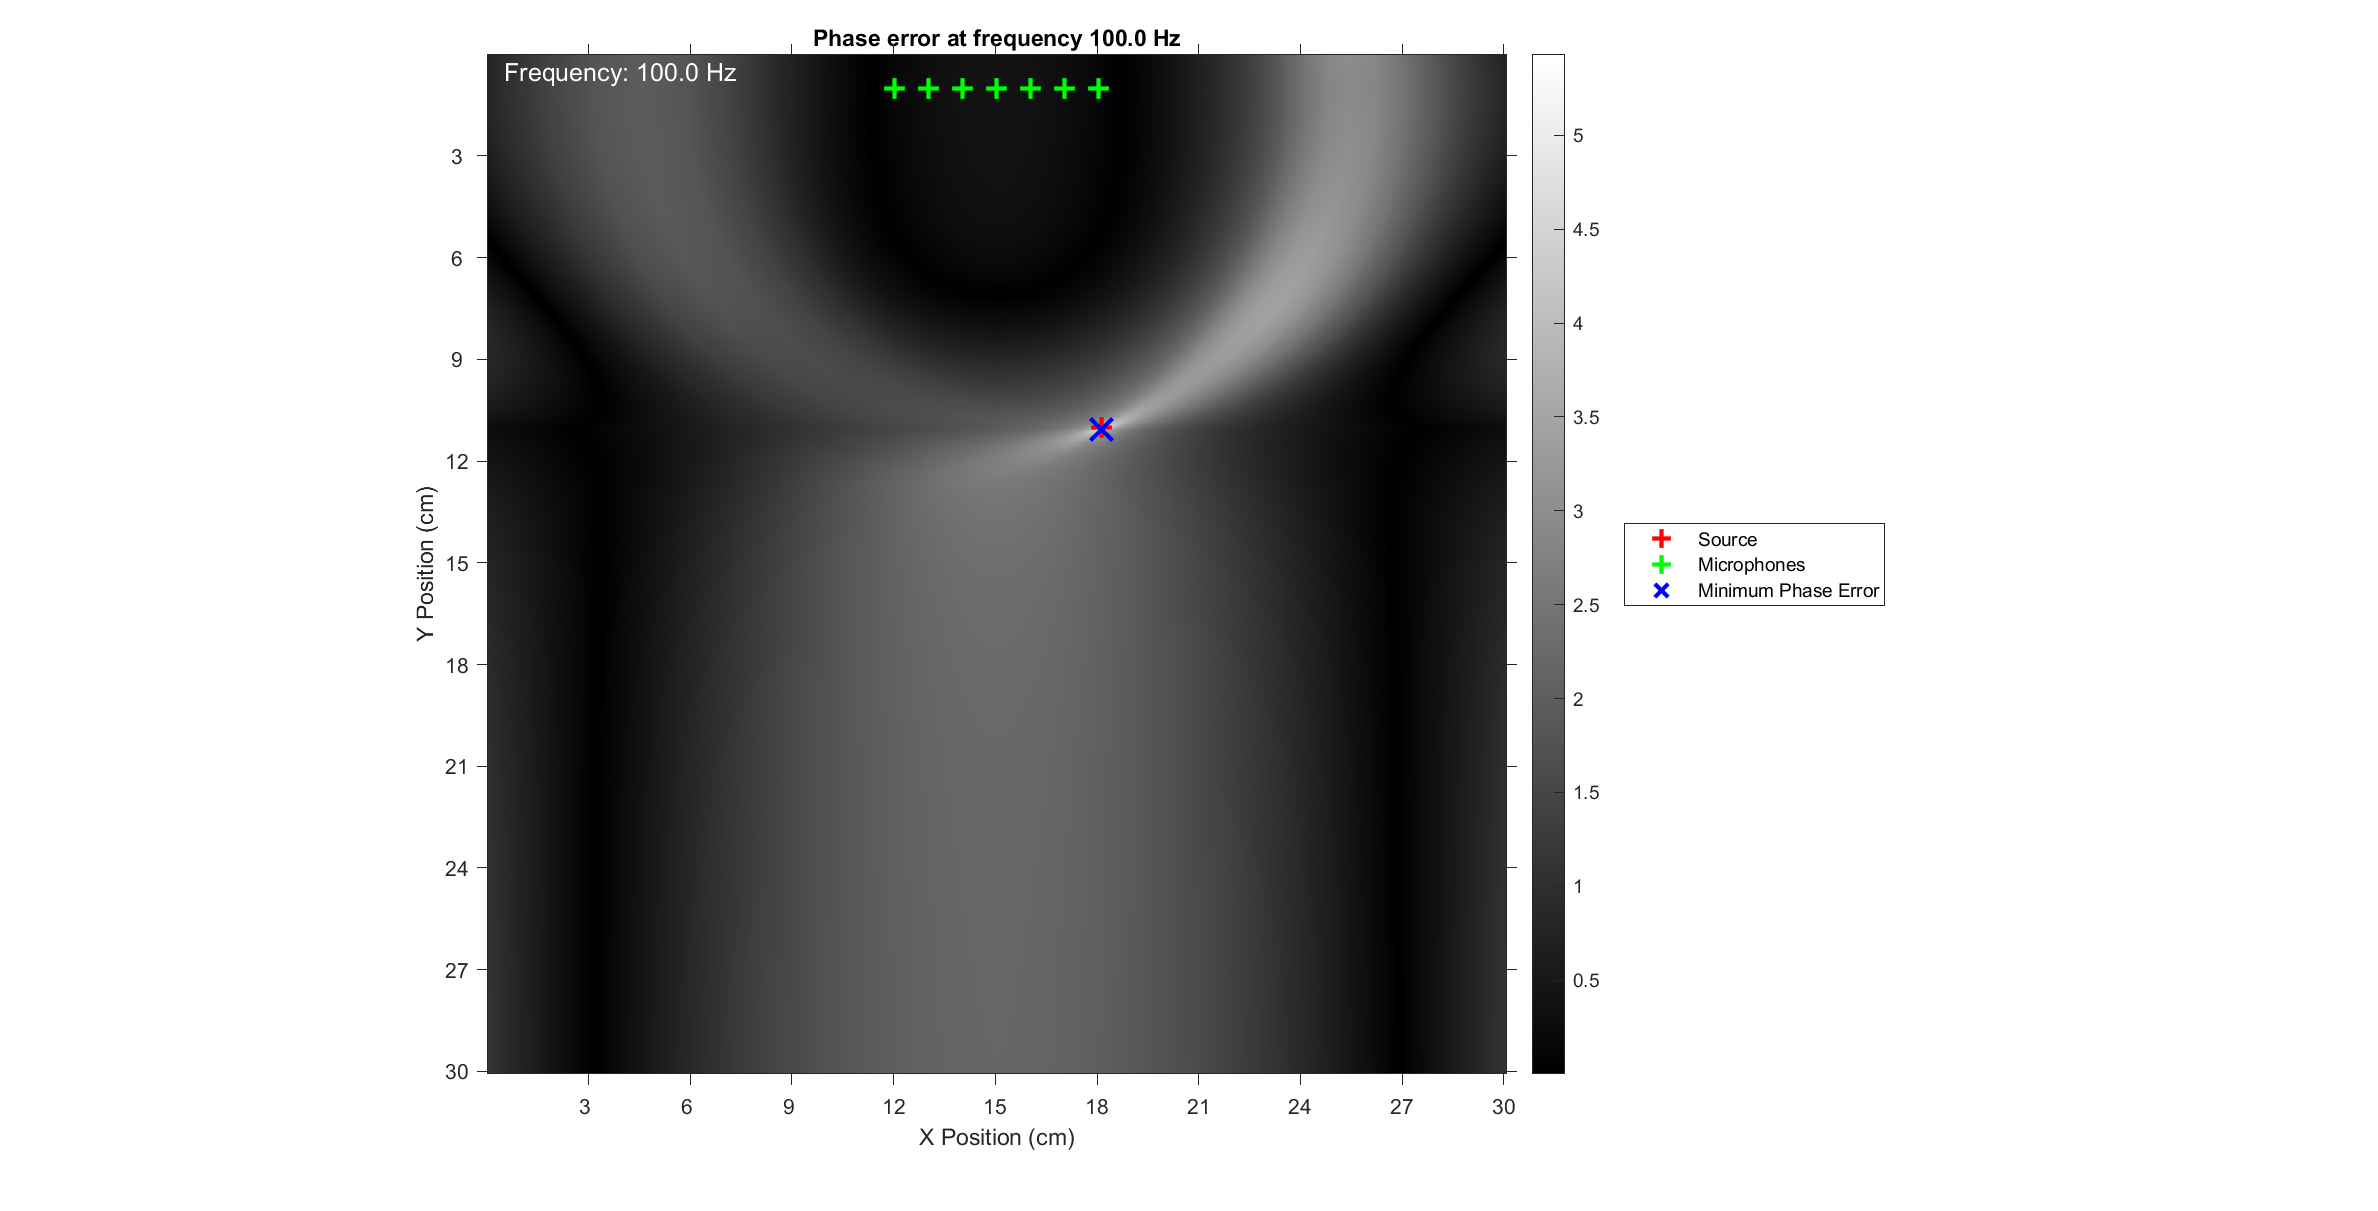 Phase error at frequency 100.0 Hz
Frequency: 100.0 Hz
3
6
9
12
15
18
21
24
27
30
Y Position (cm)
3 6 9 12 15 18 21 24 27 30
X Position (cm)
5
4.5
4
3.5
3
2.5
2
1.5
1
0.5
Source
Microphones
Minimum Phase Error